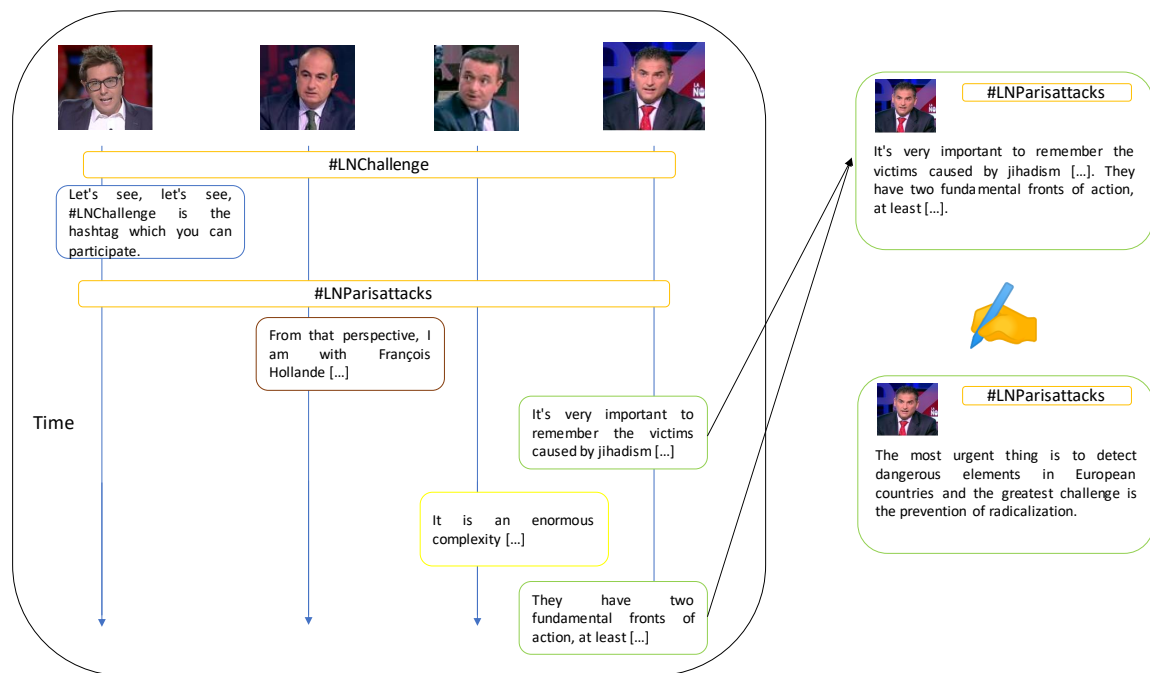 #LNChallenge
Let's see, let's see,
#LNChallenge is the
hashtag which you can
participate.
#LNParisattacks
From that perspective, I
am with François
Hollande […]
Time
It's very important to
remember the victims
caused by jihadism […]
It is an enormous
complexity […]
They have two
fundamental fronts of
action, at least […]
#LNParisattacks
It's very important to remember the
victims caused by jihadism […]. They
have two fundamental fronts of action,
at least […].
#LNParisattacks
The most urgent thing is to detect
dangerous elements in European
countries and the greatest challenge is
the prevention of radicalization.